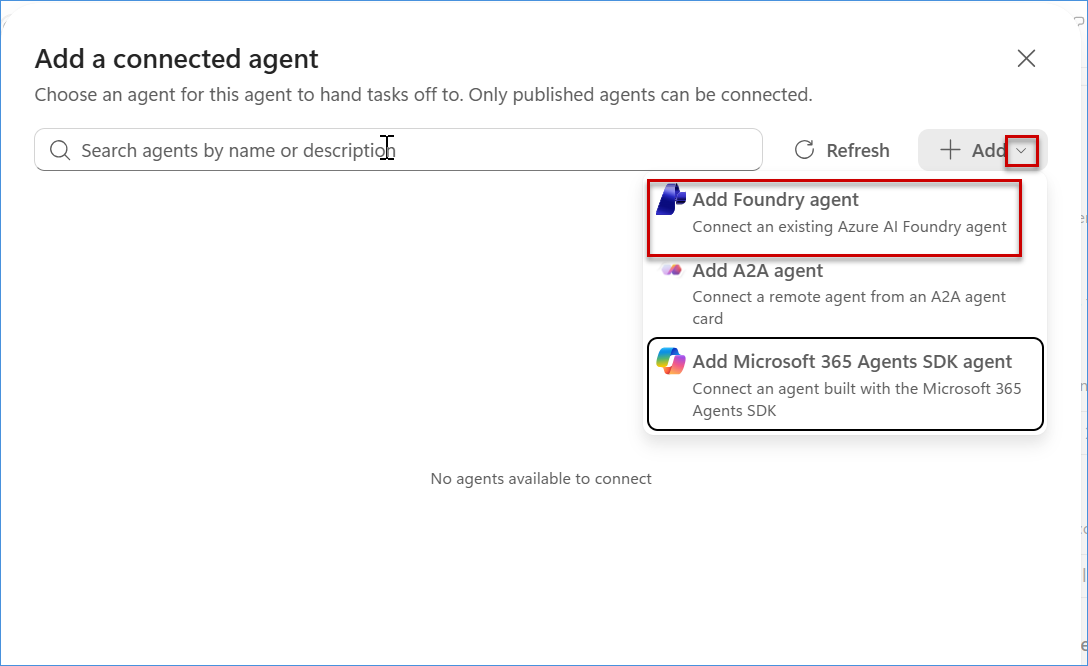 Add a connected agent
Choose an agent for this agent to hand tasks off to. Only published agents can be connected.
Search agents by name or description
Refresh
Add
Add Foundry agent
Connect an existing Azure AI Foundry agent
Add A2A agent
Connect a remote agent from an A2A agent
card
Add Microsoft 365 Agents SDK agent
Connect an agent built with the Microsoft 365
Agents SDK
No agents available to connect